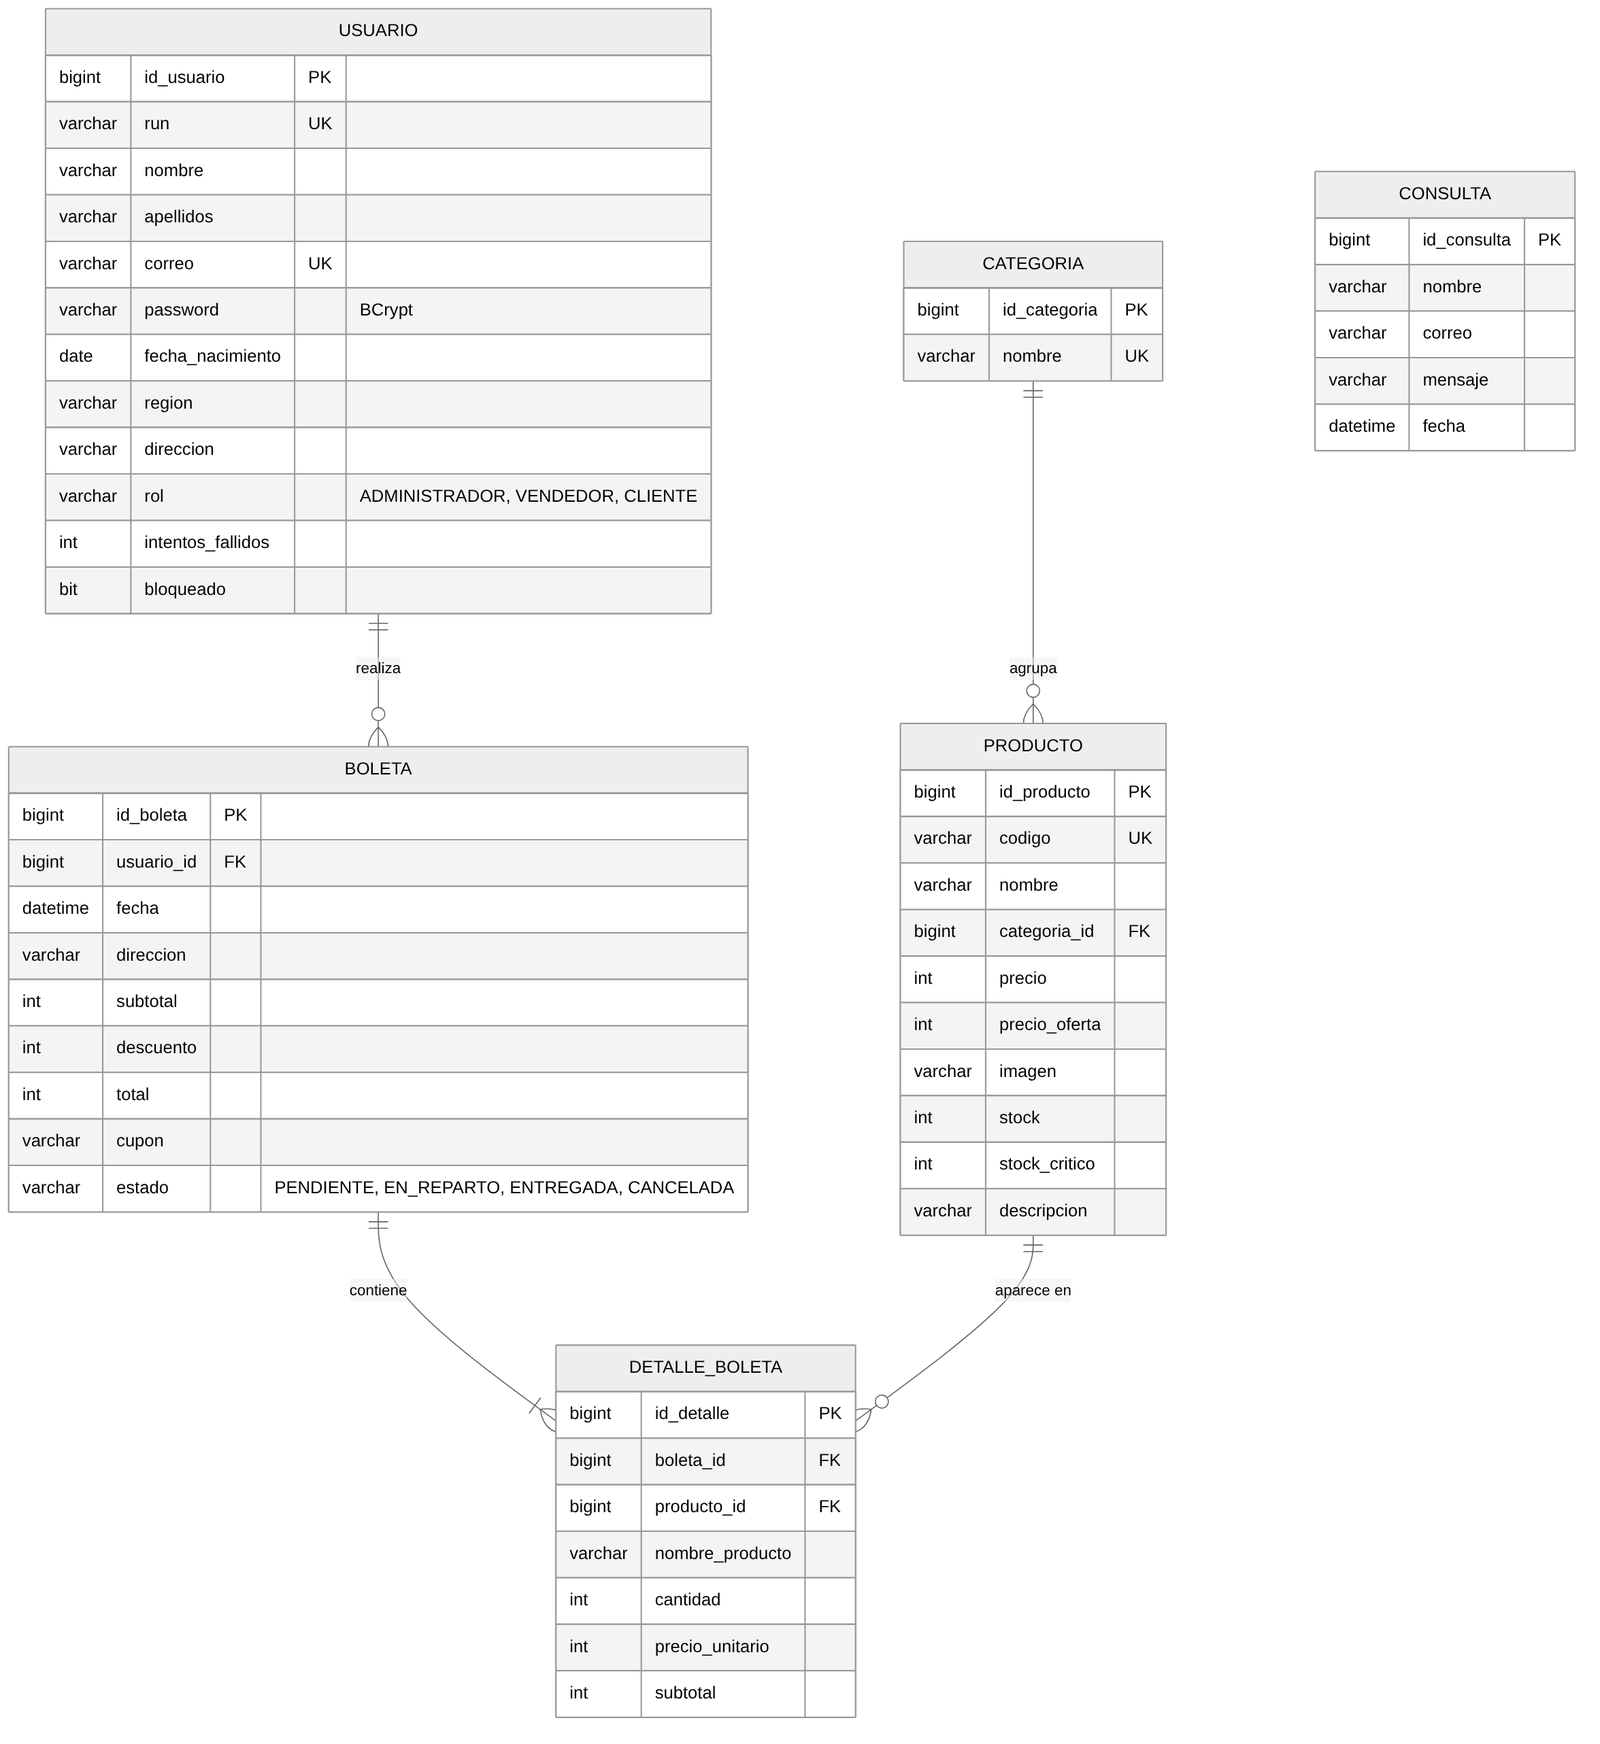 USUARIO
bigint id_usuario PK
varchar run UK
varchar nombre
varchar apellidos
varchar correo UK
varchar password BCrypt
date fecha_nacimiento
varchar region
varchar direccion
varchar rol ADMINISTRADOR, VENDEDOR, CLIENTE
int intentos_fallidos
bit bloqueado
CATEGORIA
bigint id_categoria PK
varchar nombre UK
CONSULTA
bigint id_consulta PK
varchar nombre
varchar correo
varchar mensaje
datetime fecha
realiza
agrupa
BOLETA
bigint id_boleta PK
bigint usuario_id FK
datetime fecha
varchar direccion
int subtotal
int descuento
int total
varchar cupon
varchar estado PENDIENTE, EN_REPARTO, ENTREGADA, CANCELADA
PRODUCTO
bigint id_producto PK
varchar codigo UK
varchar nombre
bigint categoria_id FK
int precio
int precio_oferta
varchar imagen
int stock
int stock_critico
varchar descripcion
contiene
aparece en
DETALLE_BOLETA
bigint id_detalle PK
bigint boleta_id FK
bigint producto_id FK
varchar nombre_producto
int cantidad
int precio_unitario
int subtotal